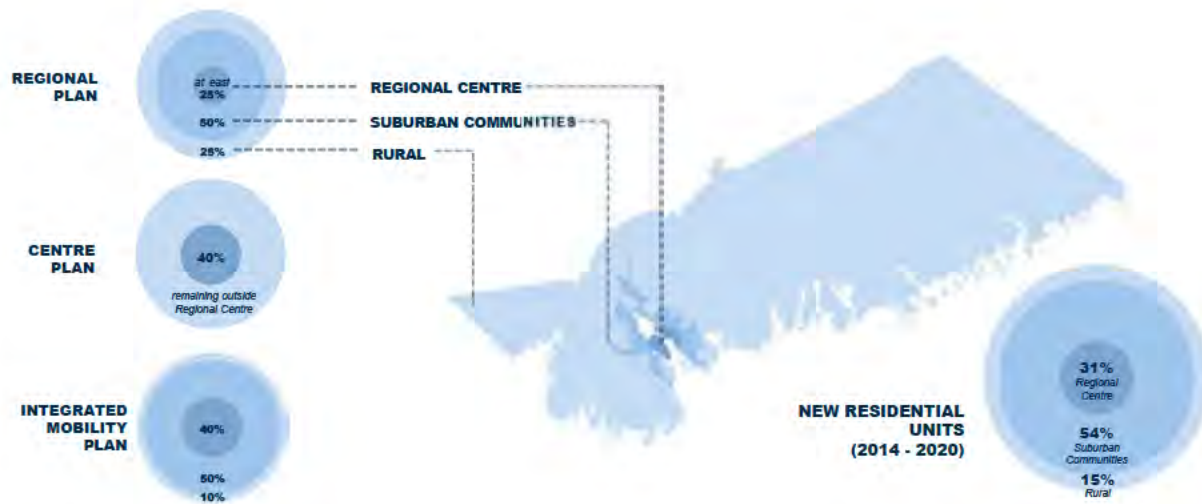 REGIONAL
PLAN
at east
25%
50%
25%
REGIONAL CENTRE
SUBURBAN COMMUNITIES
RURAL
CENTRE
PLAN
40%
remaining outside
Regional Centre
INTEGRATED
MOBILITY
PLAN
40%
50%
10%
NEW RESIDENTIAL
UNITS
(2014 - 2020)
31%
Regional
Centre
54%
Suburban
Communities
15%
Rural